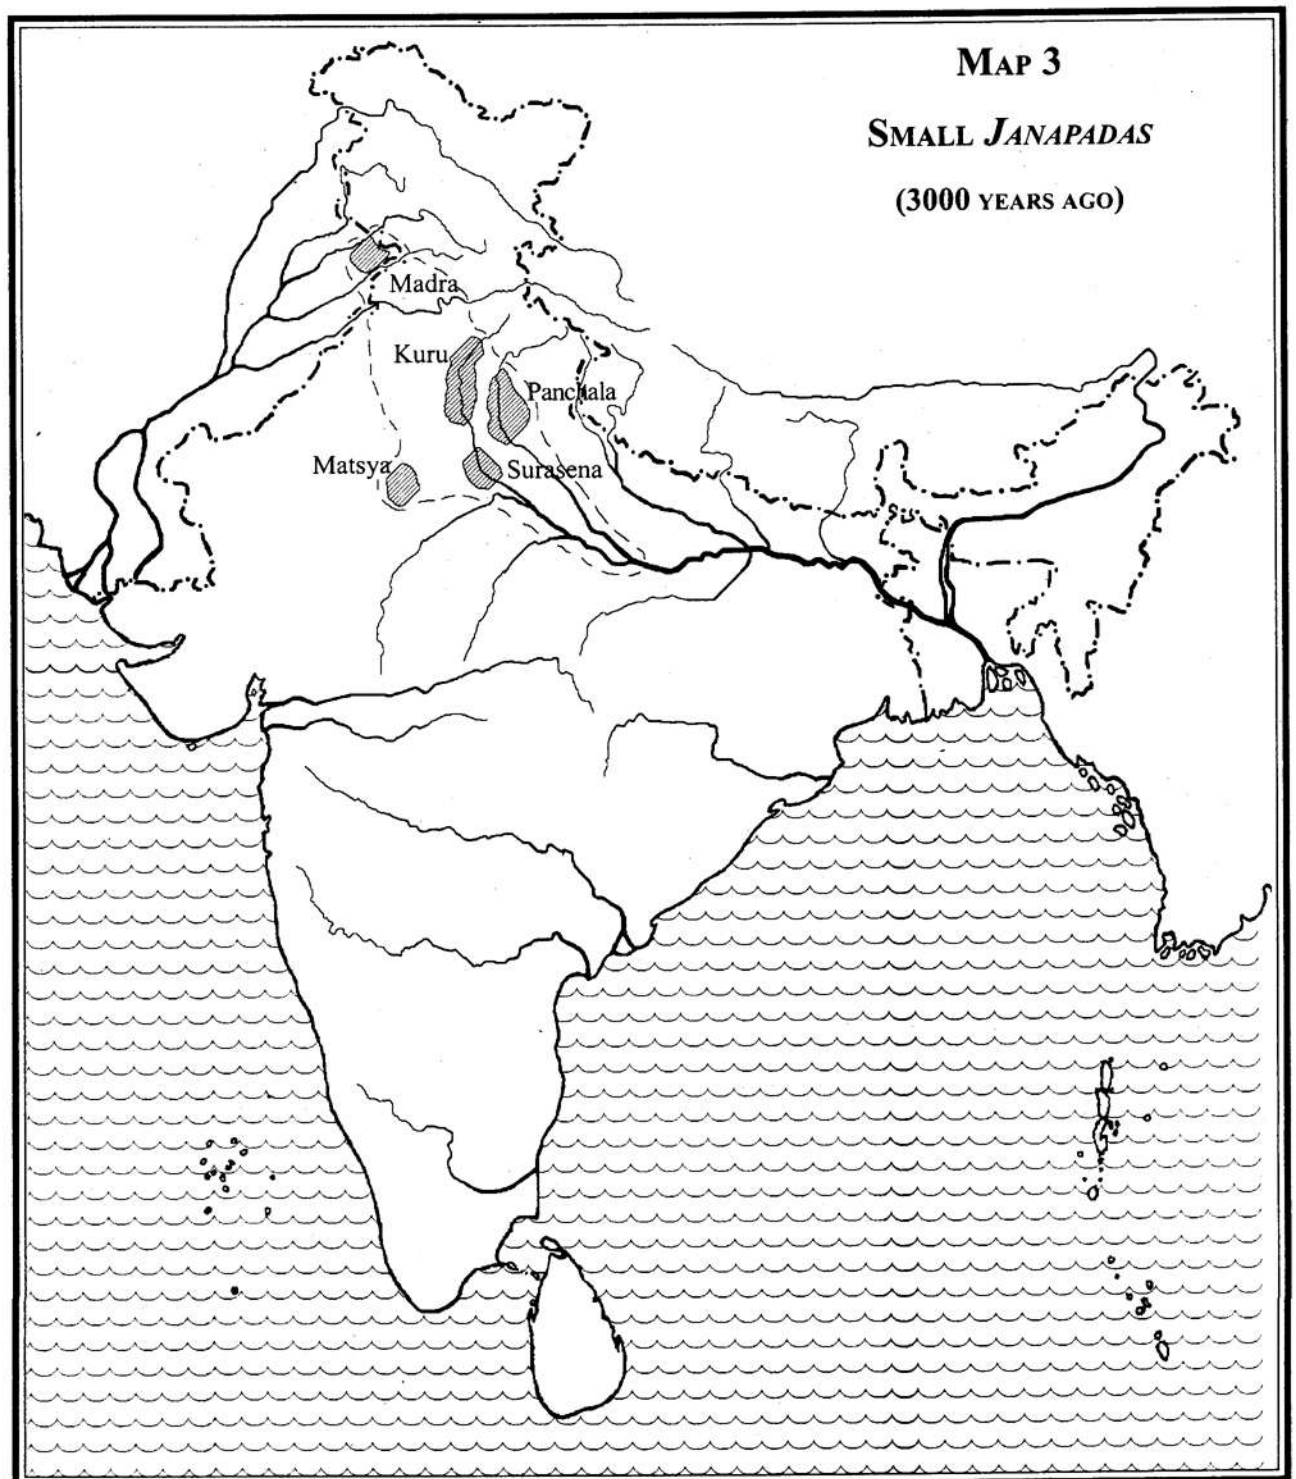 MAP 3
SMALL JANAPADAS
(3000 YEARS AGO)
Madra
Kuru
Panchala
Matsya
Surasena